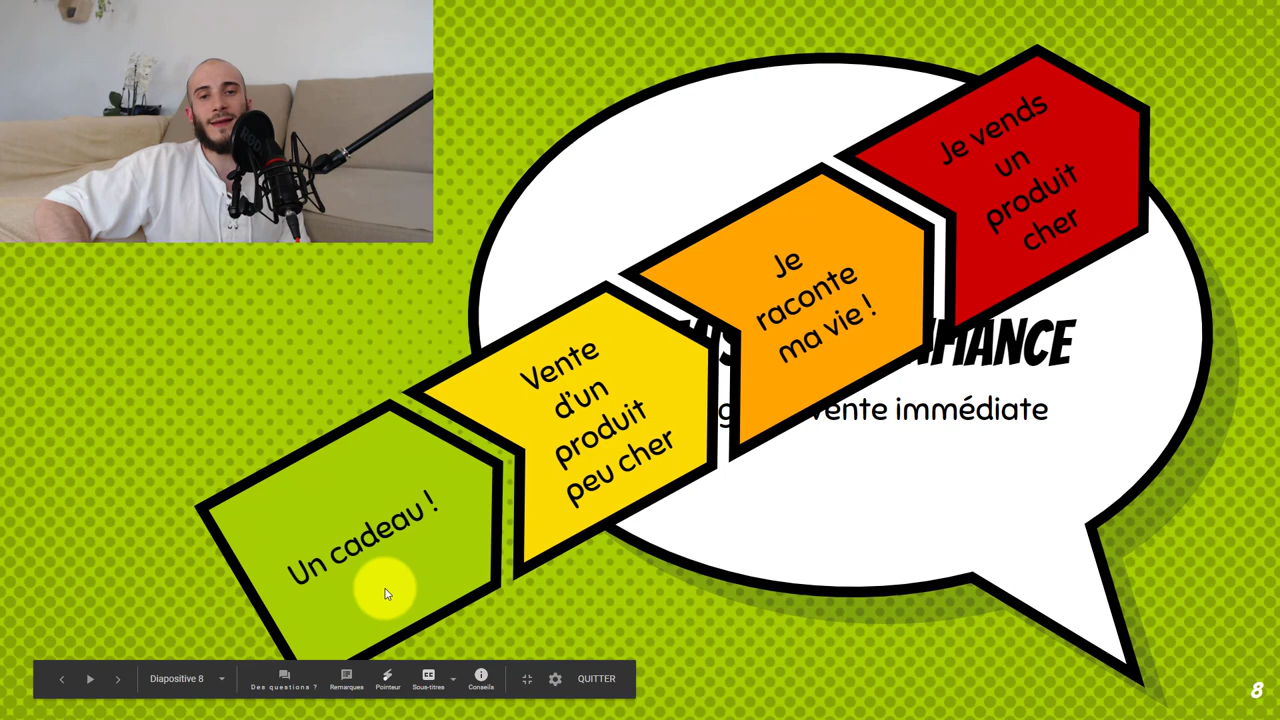 Je vends
un
produit
cher
Je
raconte
ma vie !
Vente
d'un
produit
peu cher
Un cadeau !
vente immédiate
RØDE
Diapositive 8
Des questions ?
Remarques
Pointeur
Sous-titres
Conseils
QUITTER
8